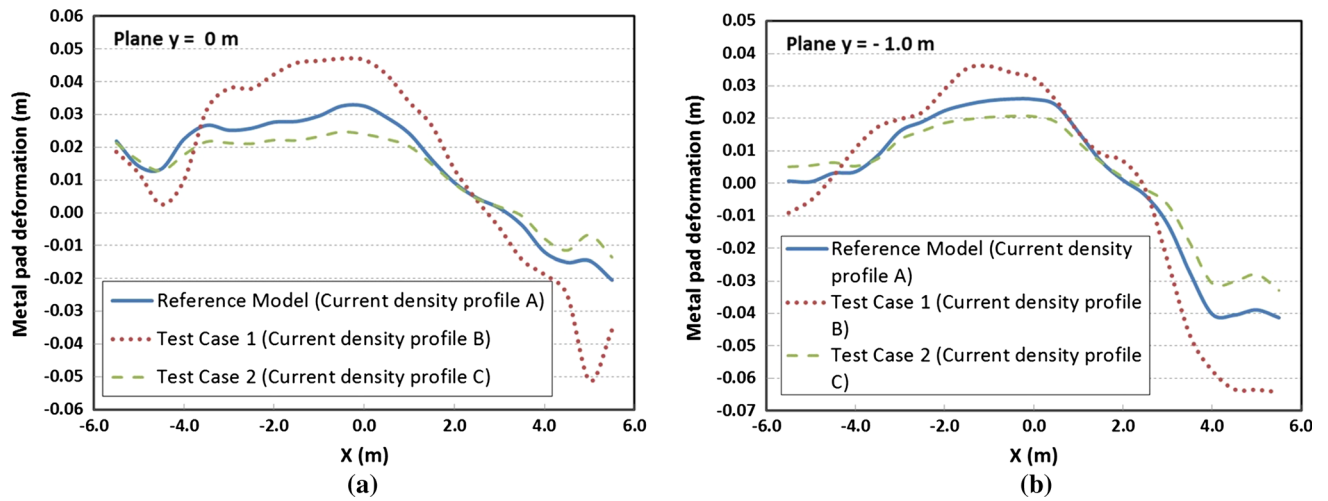 (a)
0.06
0.05
0.04
0.03
0.02
0.01
0.00
-0.01
-0.02
-0.03
-0.04
-0.05
-0.06
Metal pad deformation (m)
Plane y = 0 m
Reference Model (Current density profile A)
Test Case 1 (Current density profile B)
Test Case 2 (Current density profile C)
-6.0 -4.0 -2.0 0.0 2.0 4.0 6.0
X (m)
(a)
(b)
0.05
0.04
0.03
0.02
0.01
0.00
-0.01
-0.02
-0.03
-0.04
-0.05
-0.06
-0.07
Metal pad deformation (m)
Plane y = - 1.0 m
Reference Model (Current density
profile A)
Test Case 1 (Current density profile
B)
Test Case 2 (Current density profile
C)
-6.0 -4.0 -2.0 0.0 2.0 4.0 6.0
X (m)
(b)